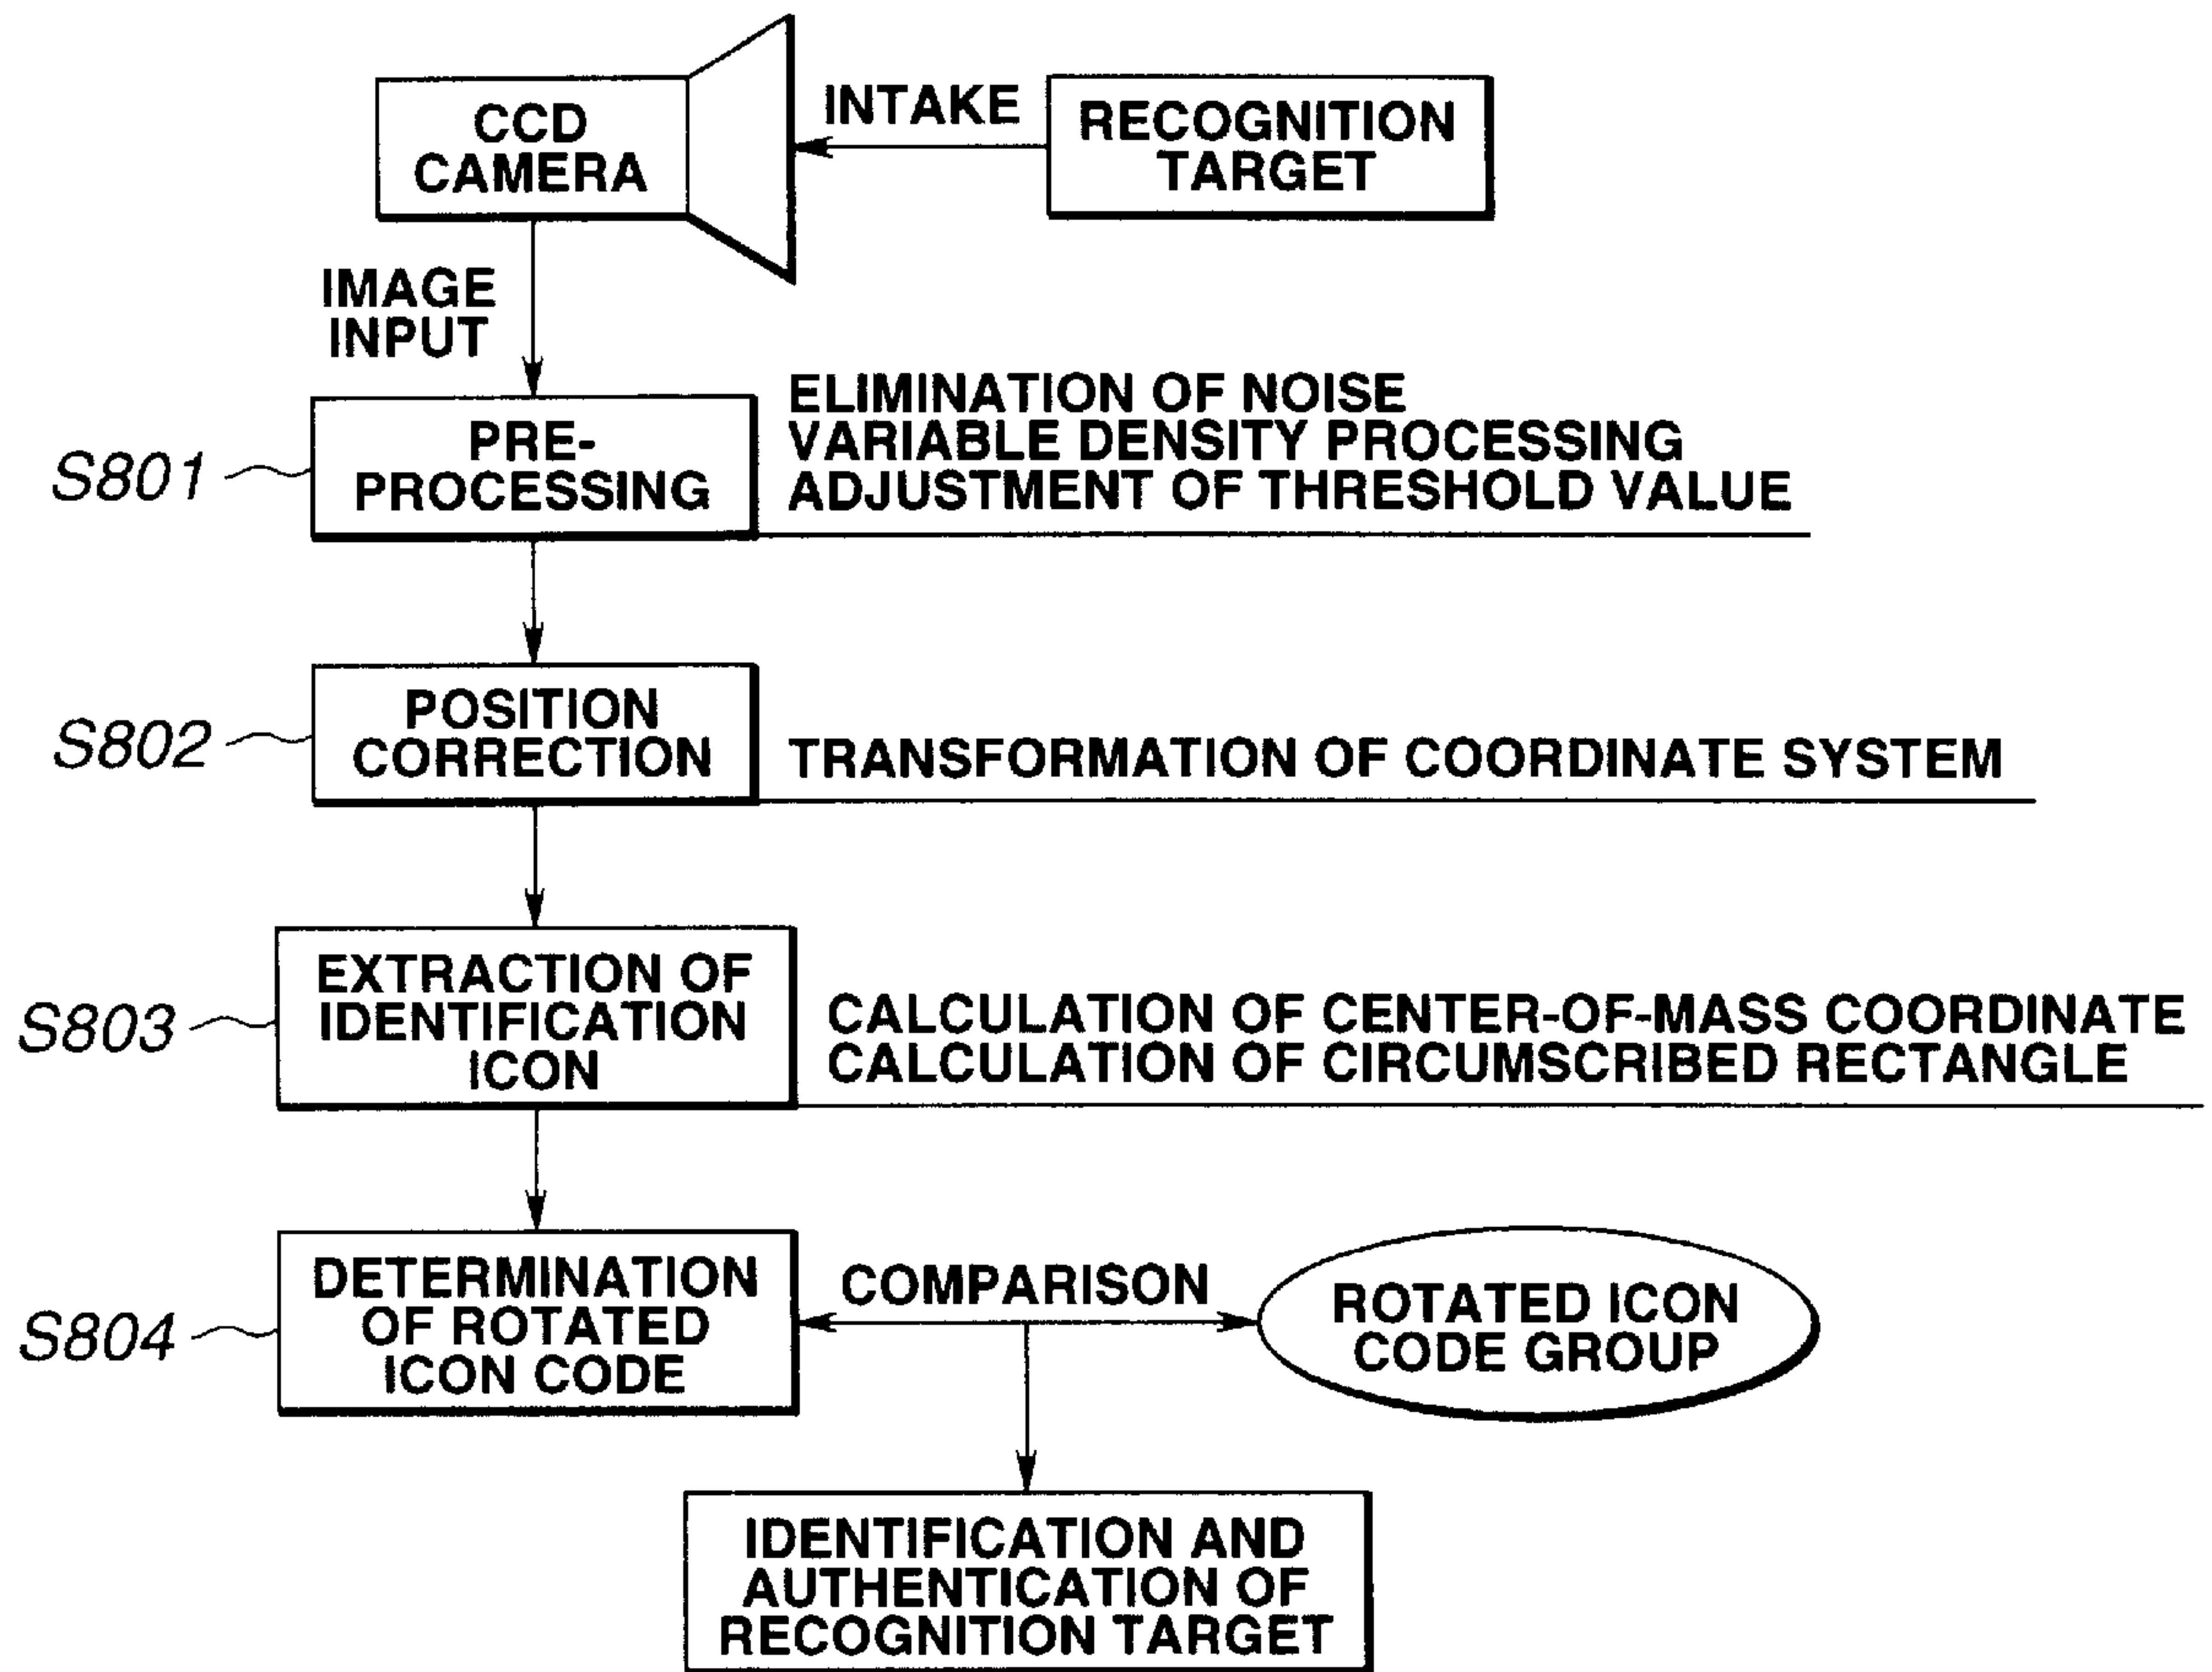 CCD
CAMERA
INTAKE
RECOGNITION
TARGET
IMAGE
INPUT
S801
PRE-
PROCESSING
ELIMINATION OF NOISE
VARIABLE DENSITY PROCESSING
ADJUSTMENT OF THRESHOLD VALUE
S802
POSITION
CORRECTION
TRANSFORMATION OF COORDINATE SYSTEM
S803
EXTRACTION OF
IDENTIFICATION
ICON
CALCULATION OF CENTER-OF-MASS COORDINATE
CALCULATION OF CIRCUMSCRIBED RECTANGLE
S804
DETERMINATION
OF ROTATED
ICON CODE
COMPARISON
ROTATED ICON
CODE GROUP
IDENTIFICATION AND
AUTHENTICATION OF
RECOGNITION TARGET